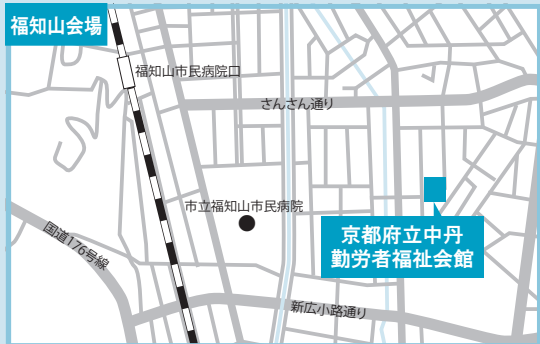 福知山会場
福知山市民病院口
さんさん通り
市立福知山市民病院
京都府立中丹
勤労者福祉会館
国道176号線
新広小路通り